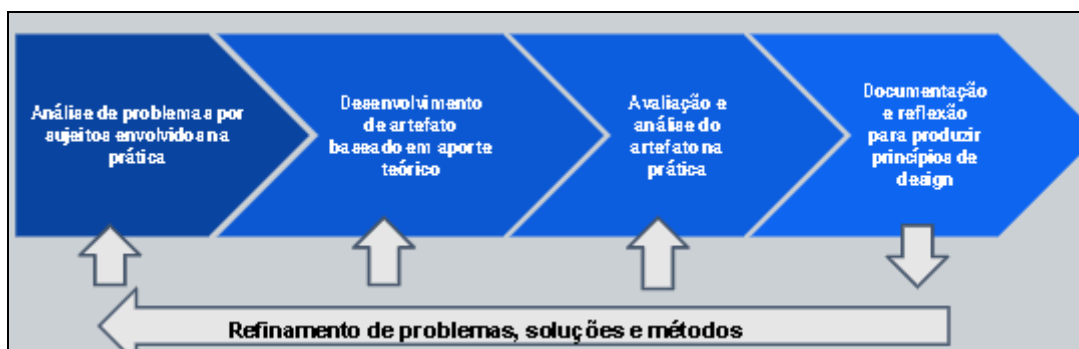 Análise de problemas por
sujeitos envolvidos na
prática
Desenvolvimento
de artefato
baseado em aporte
teórico
Avaliação e
análise do
artefato na
prática
Documentação
e reflexão
para produzir
princípios de
design
Refinamento de problemas, soluções e métodos